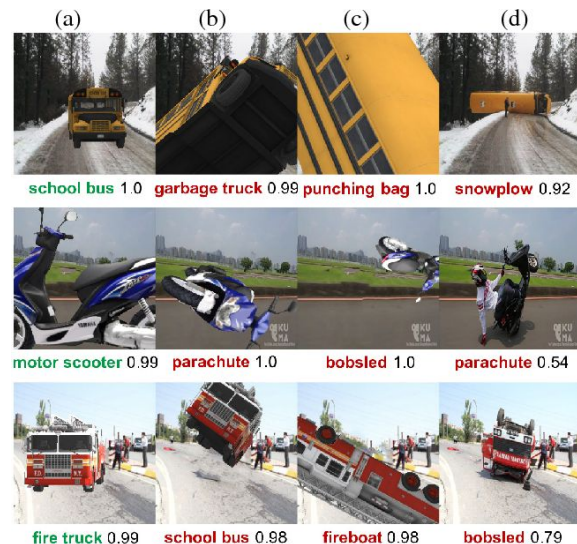 (a) (b) (c) (d)
school bus 1.0 garbage truck 0.99 punching bag 1.0 snowplow 0.92
YAMAHA
motor scooter 0.99 parachute 1.0 bobsled 1.0 parachute 0.54
fire truck 0.99 school bus 0.98 fireboat 0.98 bobsled 0.79